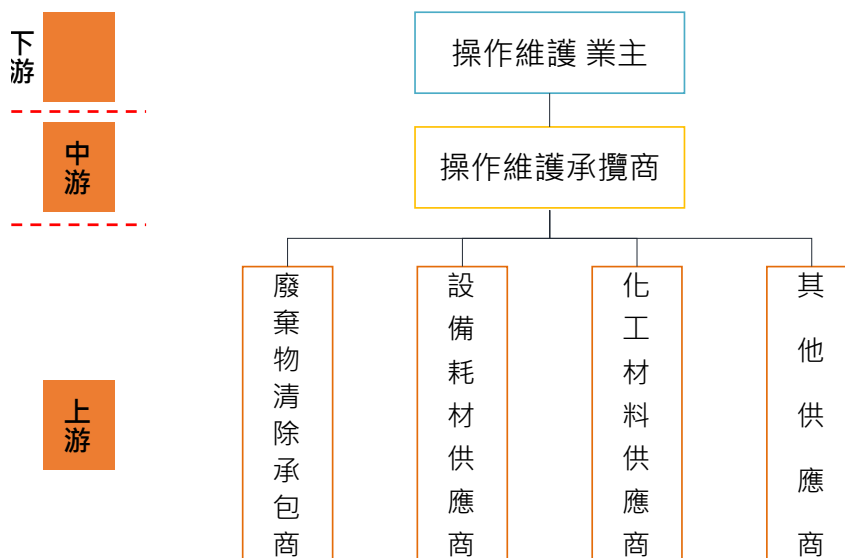 下游
操作維護 業主
中游
操作維護承攬商
上游
廢棄物清除承包商
設備耗材供應商
化工材料供應商
其他供應商